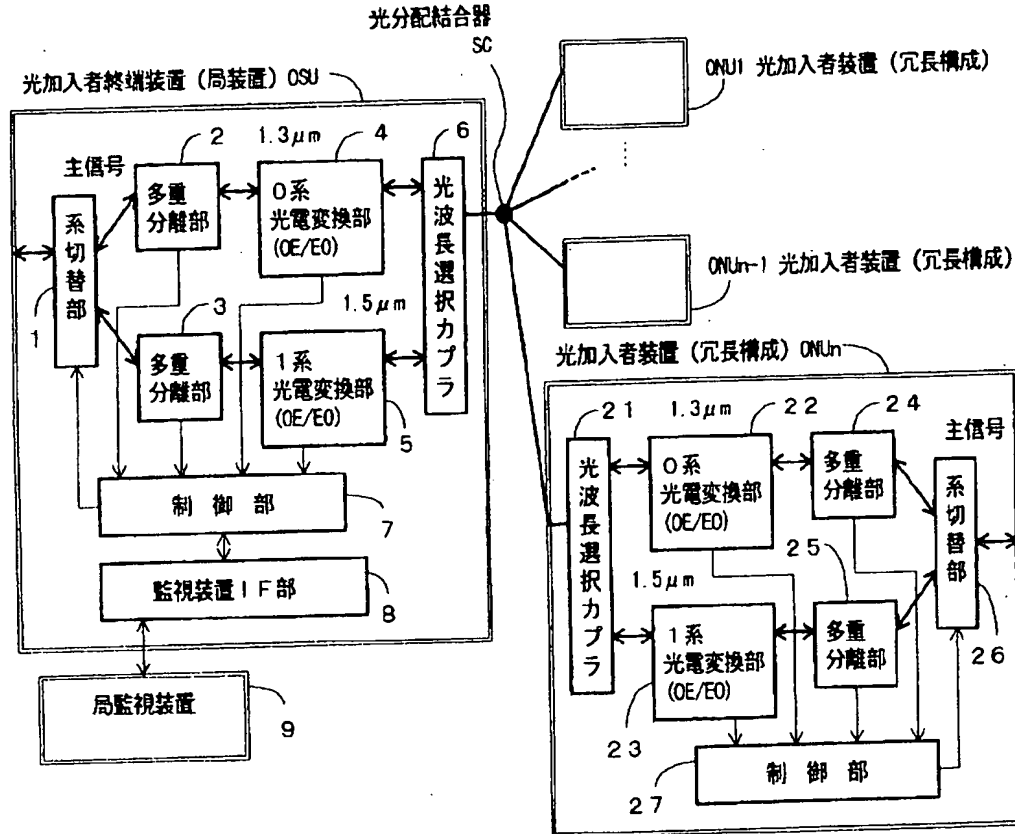 光分配結合器
SC
光加入者終端装置 (局装置) OSU
ONU1 光加入者装置 (冗長構成)
ONUn-1 光加入者装置 (冗長構成)
光加入者装置 (冗長構成) ONUn
主信号
系切替部
1
2
多重
分離部
1.3μm
4
0系
光電変換部
(OE/EO)
6
光波長選択カプラ
3
多重
分離部
1.5μm
1系
光電変換部
(OE/EO)
5
制御部
7
監視装置IF部
8
局監視装置
9
21
光波長選択カプラ
1.3μm
22
0系
光電変換部
(OE/EO)
24
多重
分離部
主信号
系切替部
26
1.5μm
1系
光電変換部
(OE/EO)
23
25
多重
分離部
制御部
27